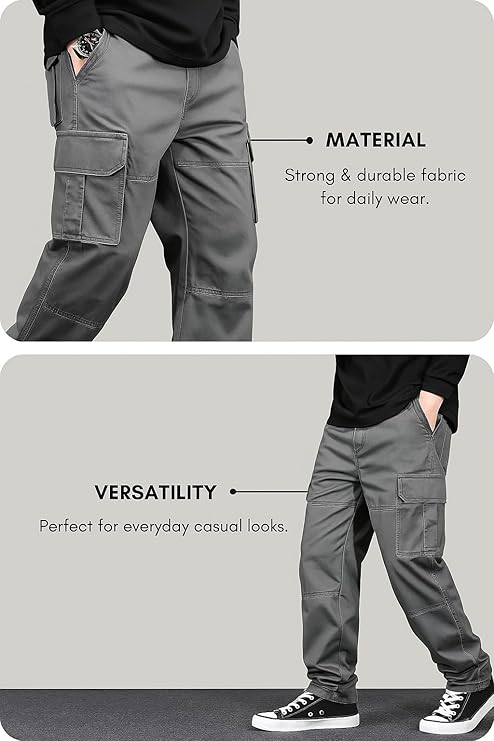 MATERIAL
Strong & durable fabric
for daily wear.
VERSATILITY
Perfect for everyday casual looks.